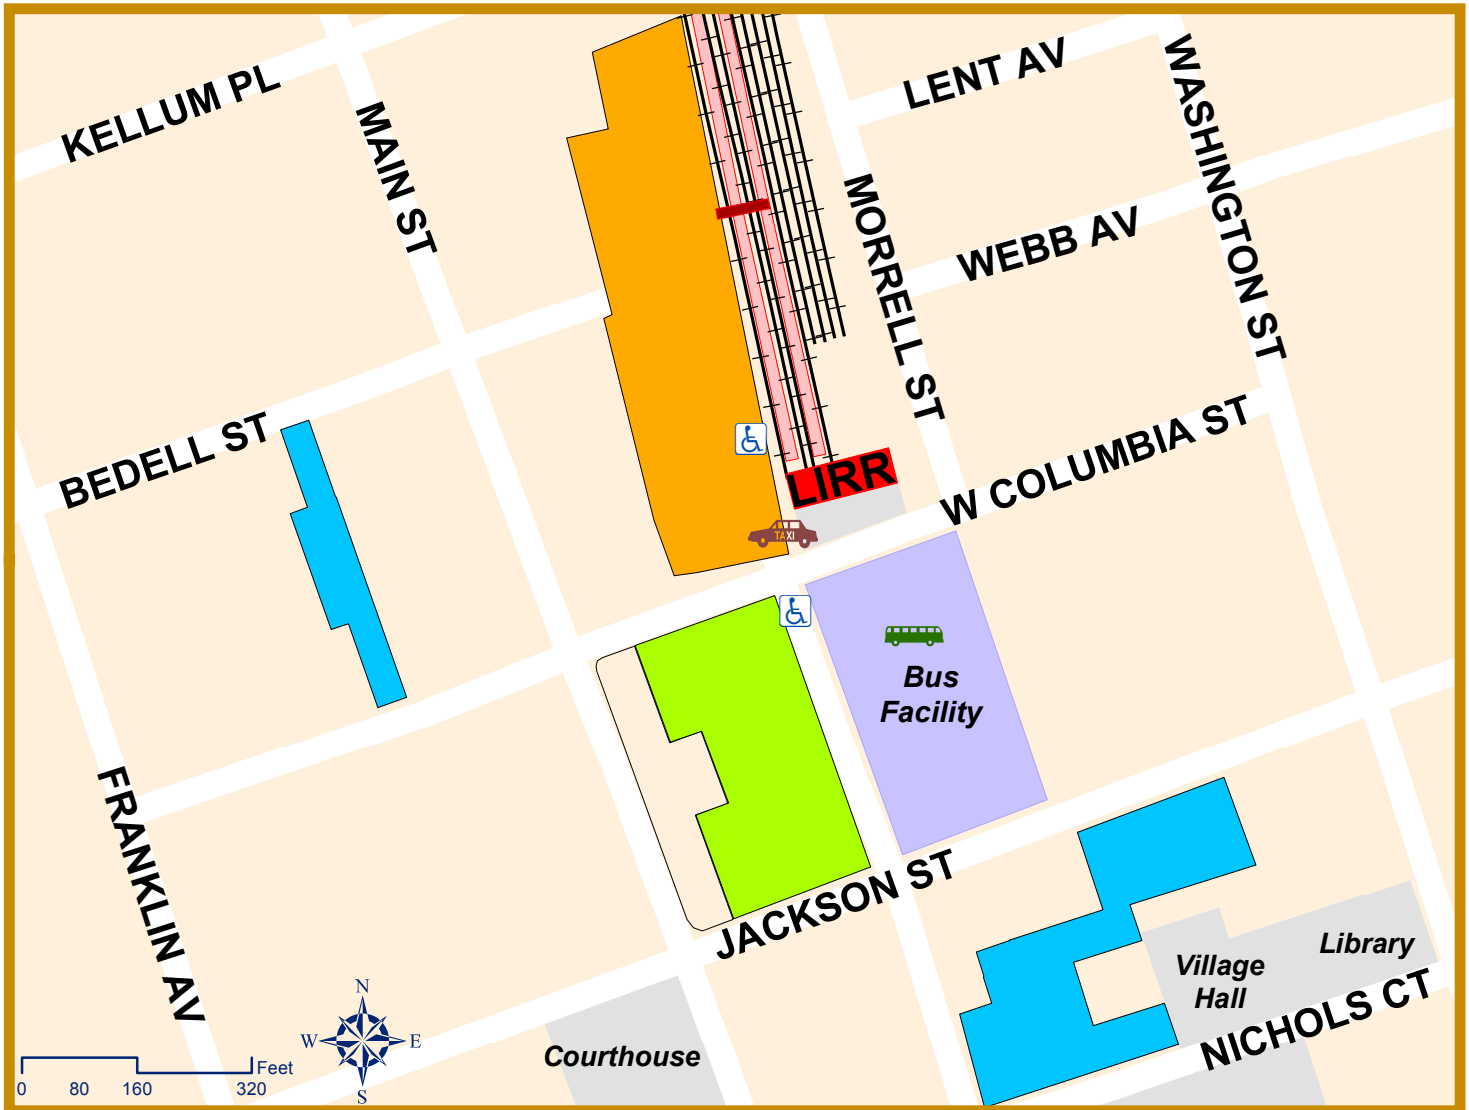 KELLUM PL
MAIN ST
LENT AV
WASHINGTON ST
MORRELL ST
WEBB AV
BEDELL ST
LIRR
W COLUMBIA ST
TAXI
Bus
Facility
FRANKLIN AV
JACKSON ST
Library
Village
Hall
NICHOLS CT
Courthouse
N
W
E
S
Feet
0 80 160 320